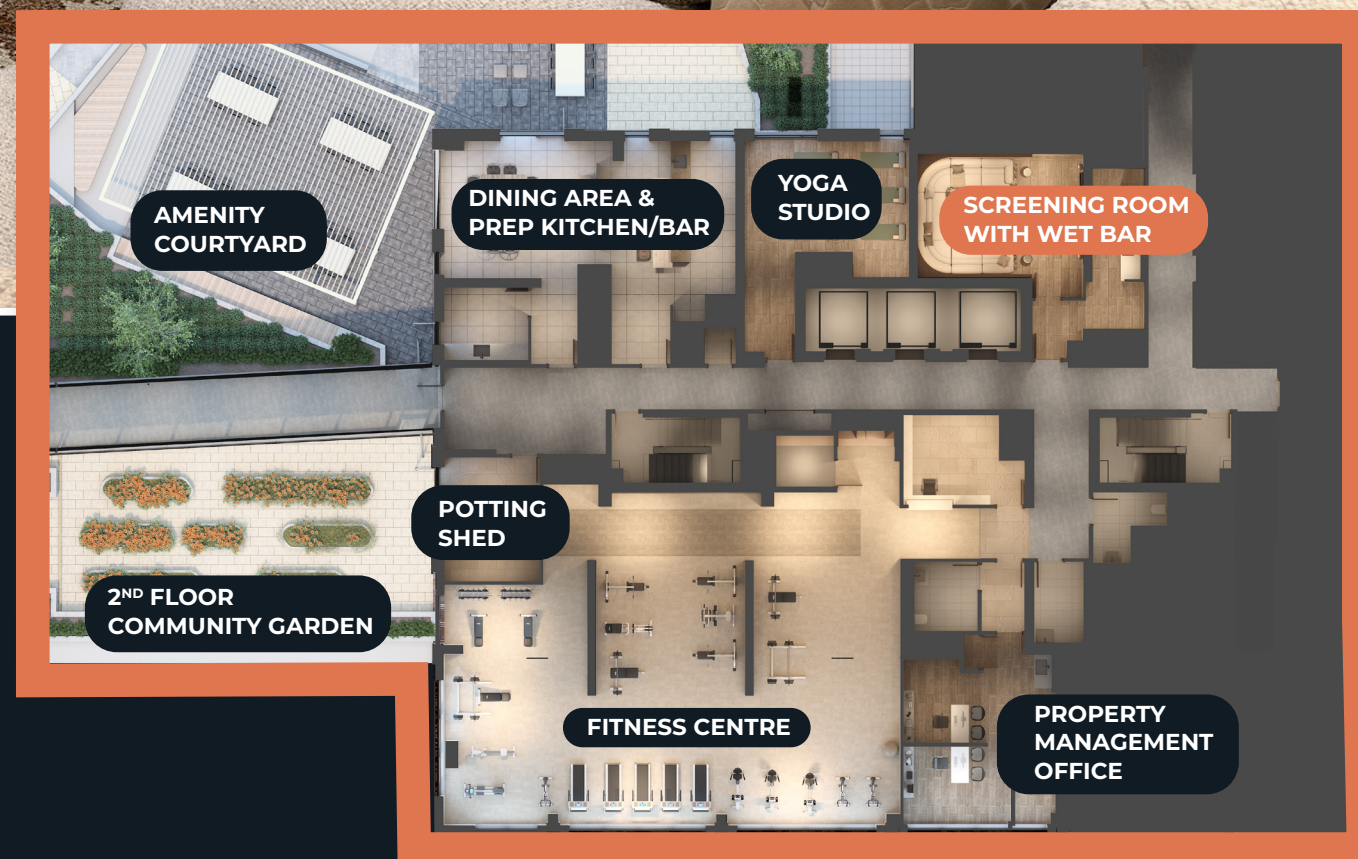 AMENITY
COURTYARD
DINING AREA &
PREP KITCHEN/BAR
YOGA
STUDIO
SCREENING ROOM
WITH WET BAR
POTTING
SHED
2ND FLOOR
COMMUNITY GARDEN
FITNESS CENTRE
PROPERTY
MANAGEMENT
OFFICE